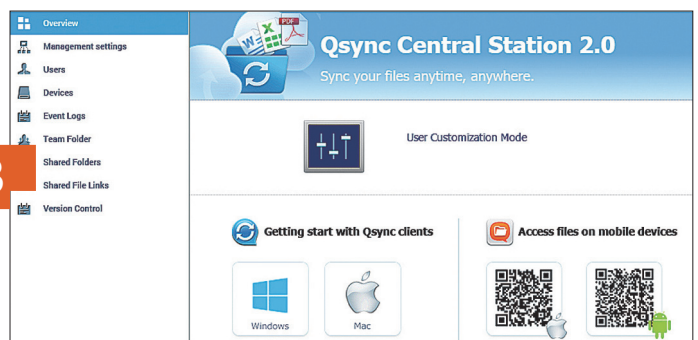 Overview
Management settings
Users
Devices
Event Logs
Team Folder
Shared Folders
Shared File Links
Version Control
W X PDF
Qsync Central Station 2.0
Sync your files anytime, anywhere.
User Customization Mode
Getting start with Qsync clients
Windows
Mac
Access files on mobile devices